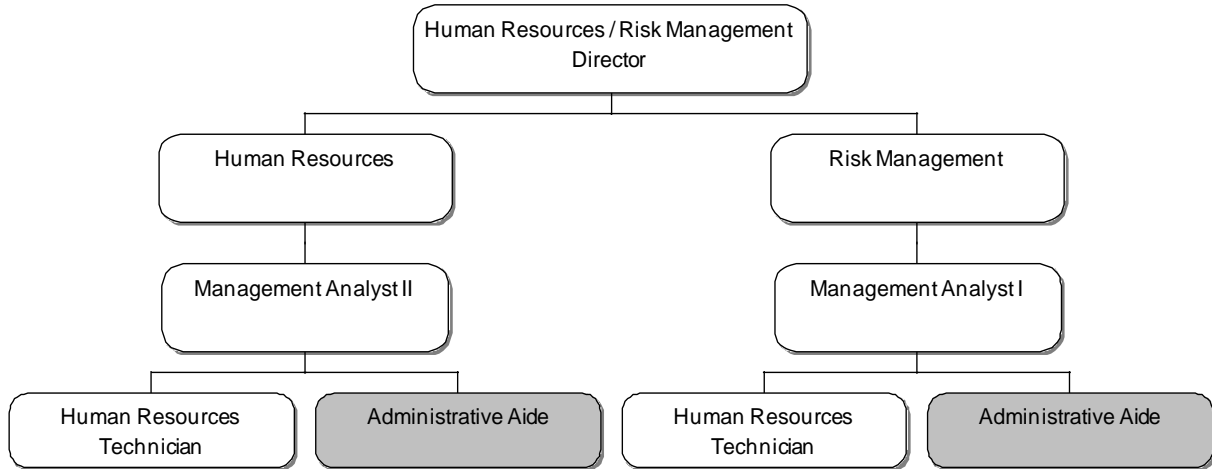 Human Resources / Risk Management
Director
Human Resources
Risk Management
Management Analyst II
Management Analyst I
Human Resources
Technician
Administrative Aide
Human Resources
Technician
Administrative Aide